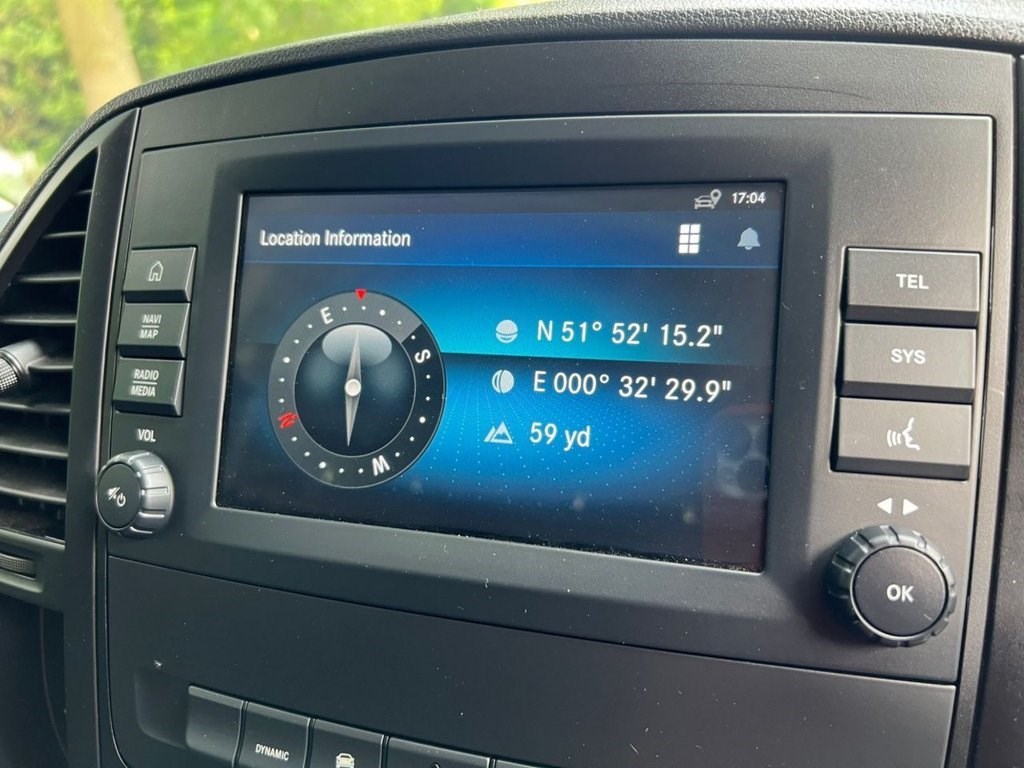 17:04
Location Information
E
S
W
N
N 51° 52' 15.2"
E 000° 32' 29.9"
59 yd
NAVI
MAP
RADIO
MEDIA
VOL
TEL
SYS
OK
DYNAMIC